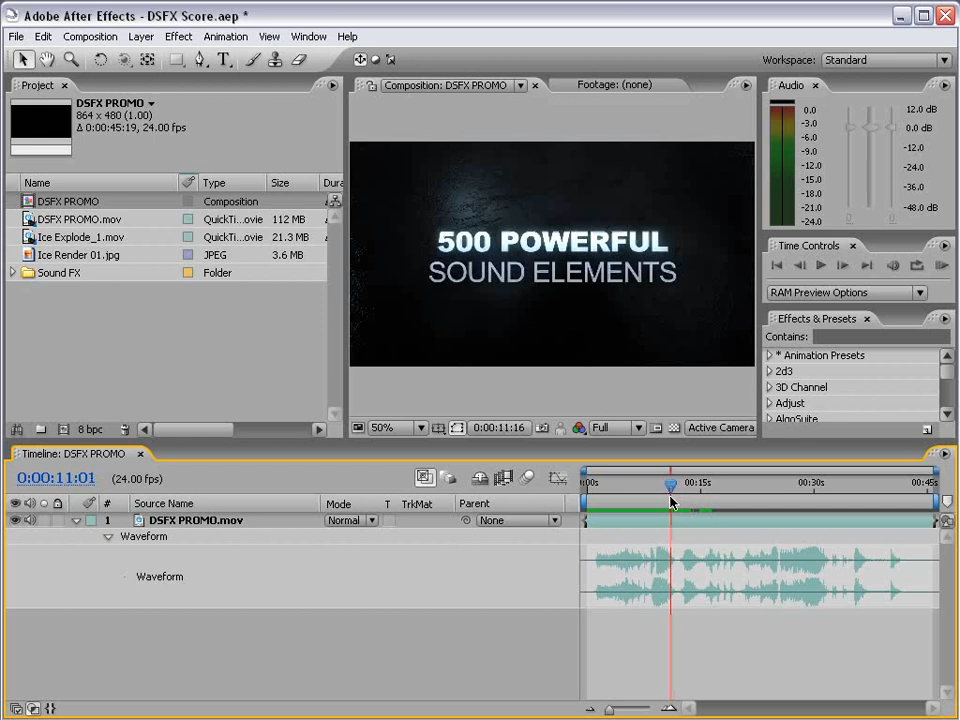 Adobe After Effects - DSFX Score.aep *
File Edit Composition Layer Effect Animation View Window Help
Workspace: Standard
Project
DSFX PROMO
864 x 480 (1.00)
Δ 0:00:45:19, 24.00 fps
Name Type Size Dura
DSFX PROMO Composition
DSFX PROMO.mov QuickTi...ovie 112 MB
Ice Explode_1.mov QuickTi...ovie 21.3 MB
Ice Render 01.jpg JPEG 3.6 MB
Sound FX Folder
8 bpc
Composition: DSFX PROMO Footage: (none)
500 POWERFUL
SOUND ELEMENTS
50% 0:00:11:16 Full Active Camera
Audio
0.0
-3.0
-6.0
-9.0
-12.0
-15.0
-18.0
-21.0
-24.0
12.0 dB
0.0 dB
-12.0
-24.0
-36.0
-48.0 dB
0 0
Time Controls
RAM Preview Options
Effects & Presets
Contains:
* Animation Presets
2d3
3D Channel
Adjust
AlgoSuite
Timeline: DSFX PROMO
0:00:11:01 (24.00 fps)
:00s 00:15s 00:30s 00:45s
# Source Name Mode T TrkMat Parent
1 DSFX PROMO.mov Normal None
Waveform
Waveform